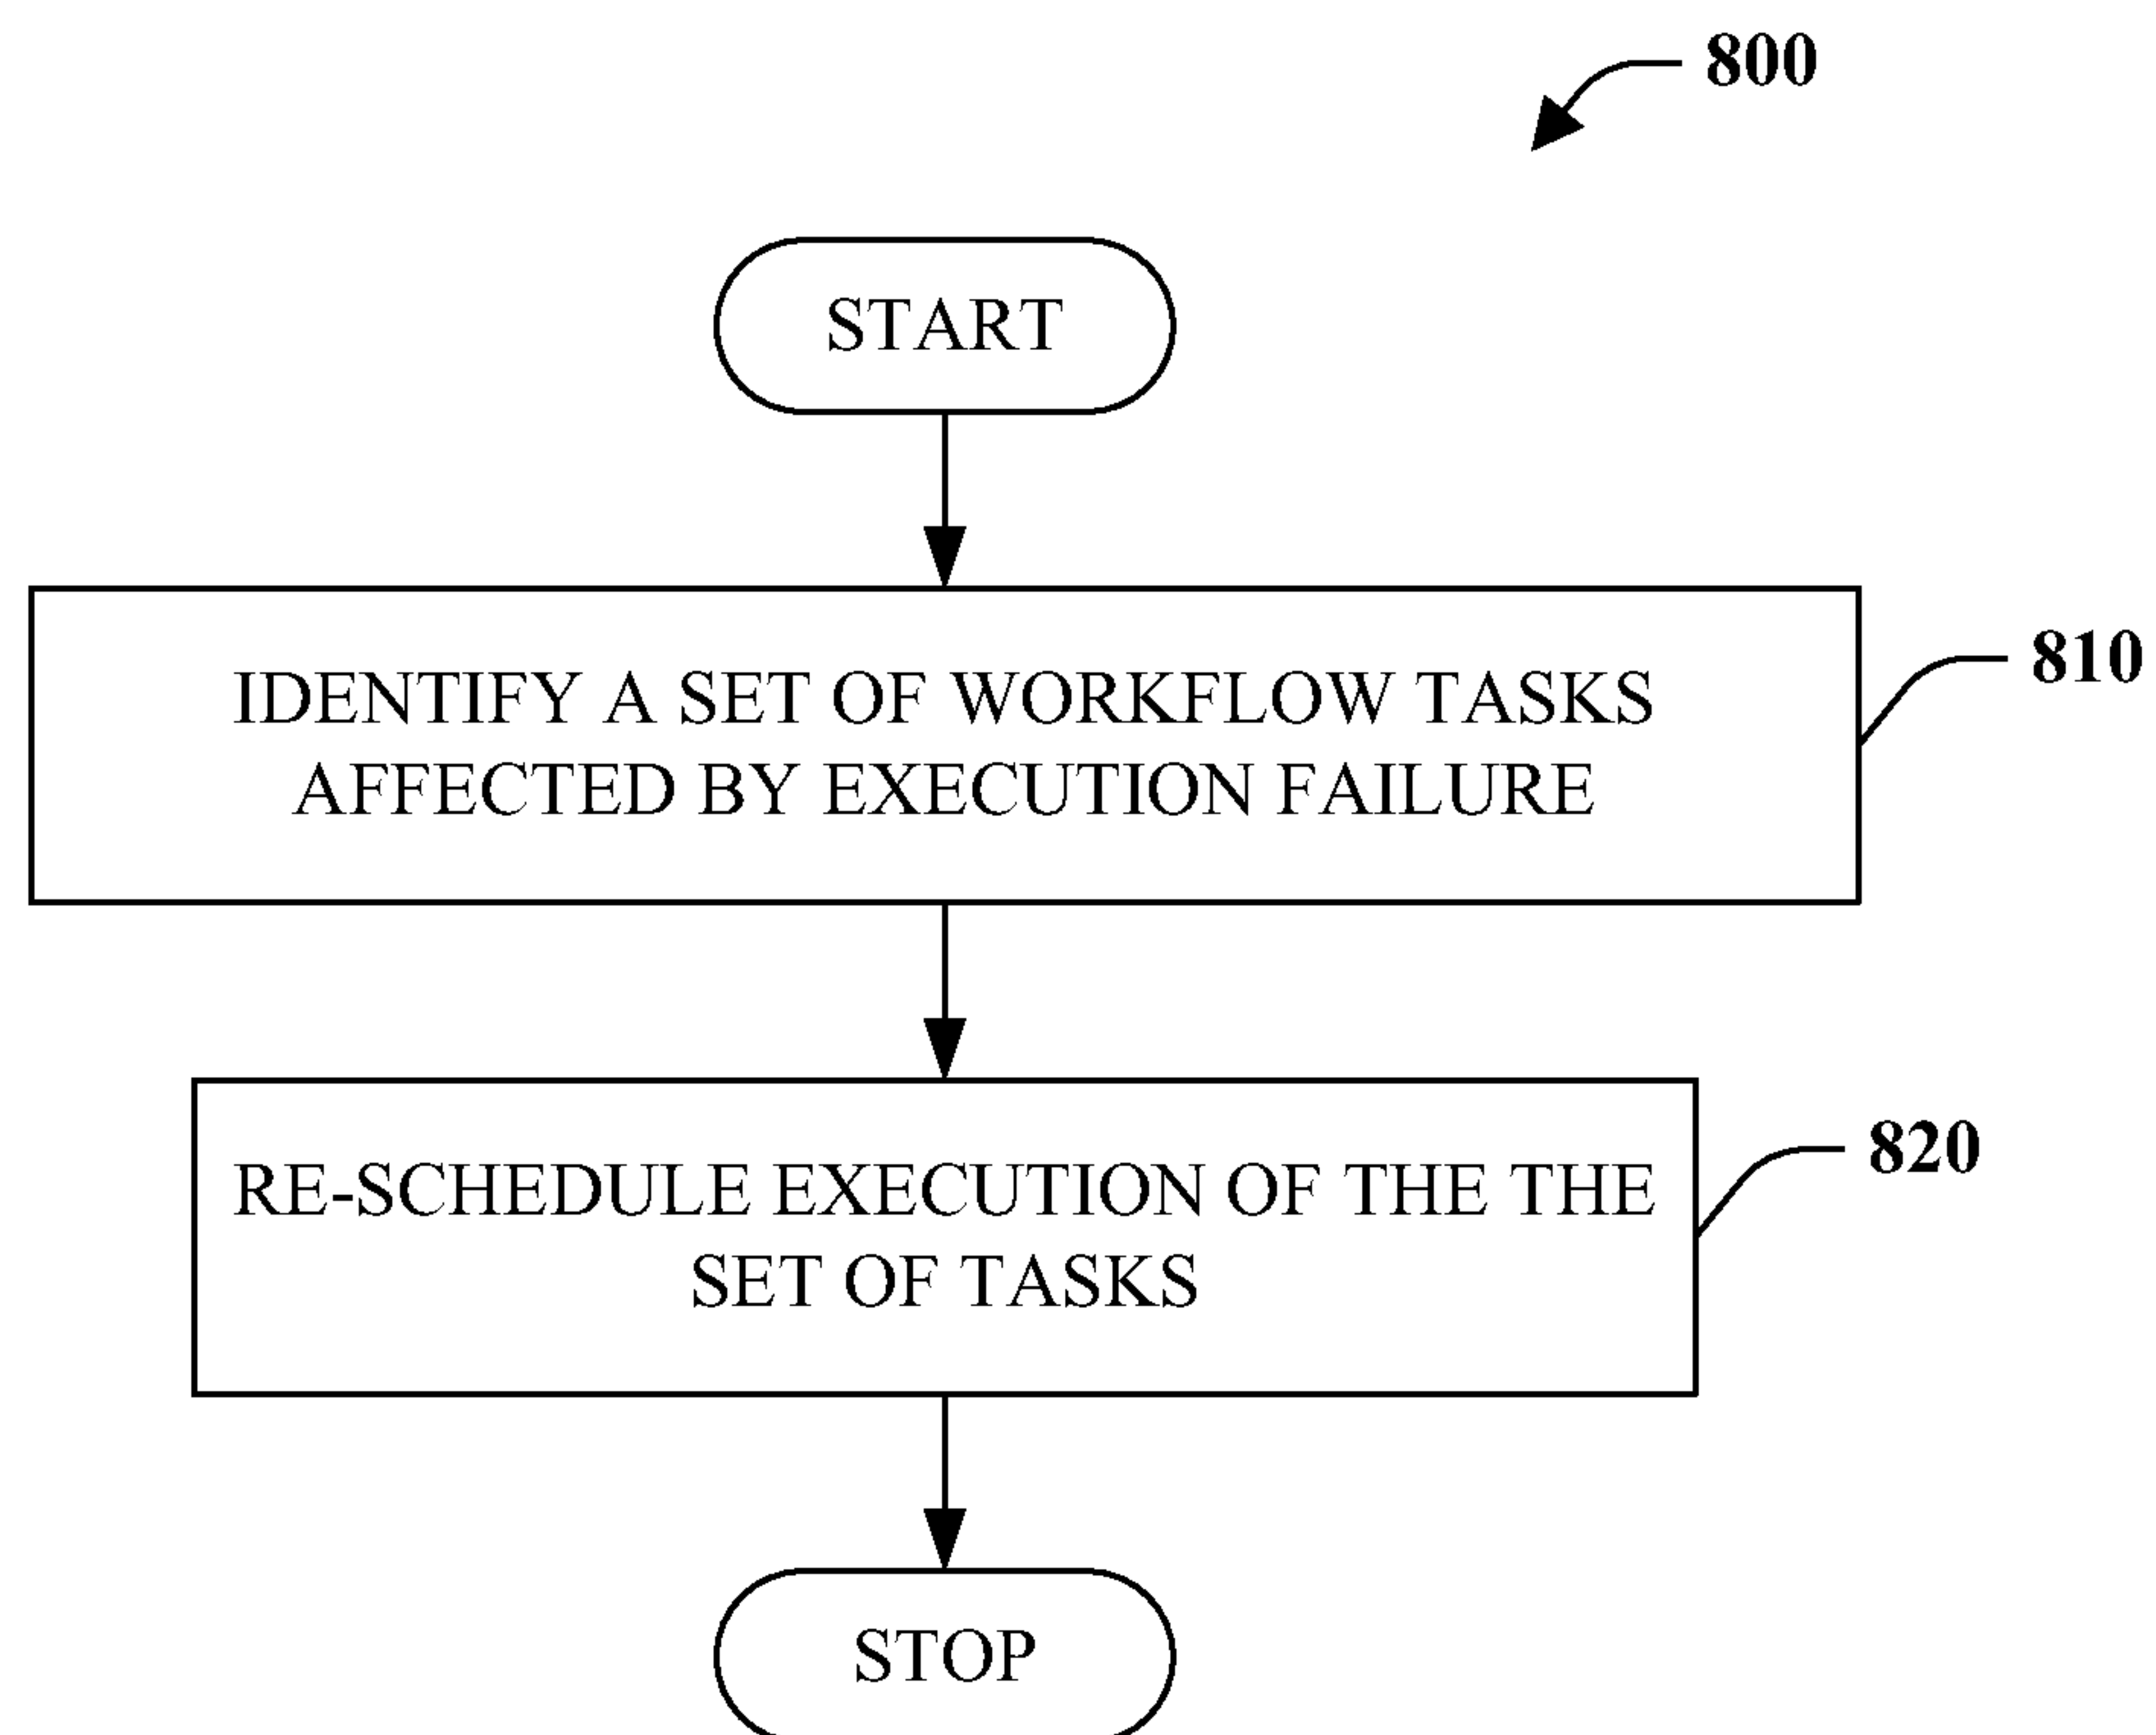 800
START
IDENTIFY A SET OF WORKFLOW TASKS
AFFECTED BY EXECUTION FAILURE
810
RE-SCHEDULE EXECUTION OF THE THE
SET OF TASKS
820
STOP